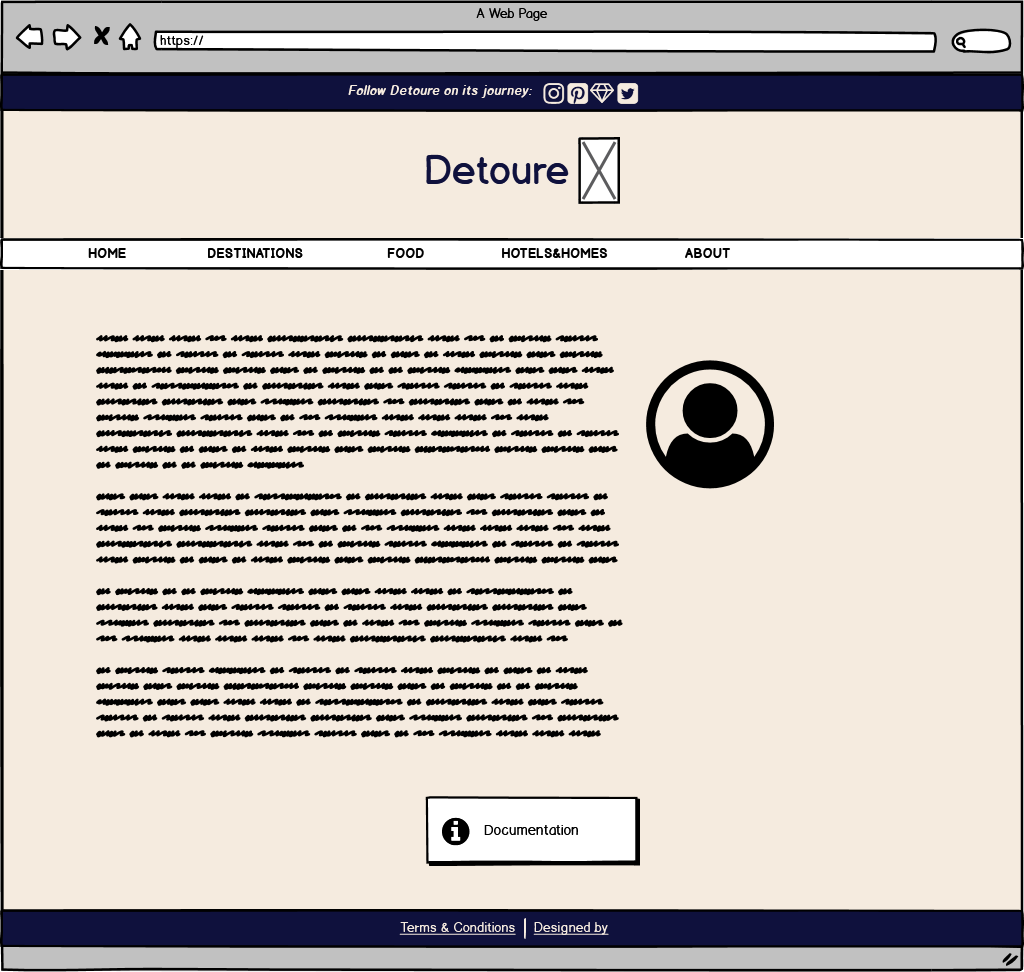 A Web Page
https://
Follow Detoure on its journey:
Detoure
HOME DESTINATIONS FOOD HOTELS&HOMES ABOUT
Documentation
Terms & Conditions | Designed by